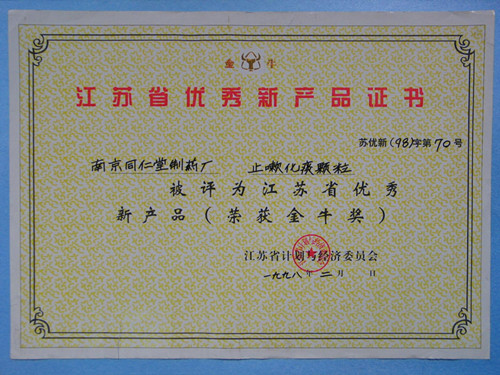 金牛
江苏省优秀新产品证书
苏优新(98)字第70号
南京同仁堂制药厂 止嗽化痰颗粒
被评为江苏省优秀
新产品(荣获金牛奖)
江苏省计划与经济委员会
一九九八年二月 日